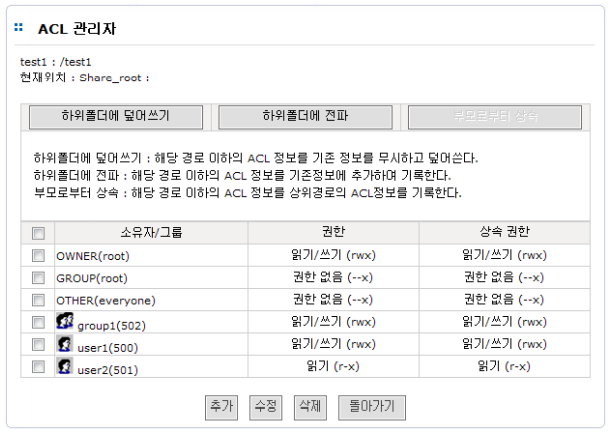 ACL 관리자
test1 : /test1
현재위치 : Share_root :
하위폴더에 덮어쓰기 하위폴더에 전파 부모로부터 상속
하위폴더에 덮어쓰기 : 해당 경로 이하의 ACL 정보를 기존 정보를 무시하고 덮어쓴다.
하위폴더에 전파 : 해당 경로 이하의 ACL 정보를 기존정보에 추가하며 기록한다.
부모로부터 상속 : 해당 경로 이하의 ACL 정보를 상위경로의 ACL정보를 기록한다.
소유자/그룹 권한 상속 권한
OWNER(root) 읽기/쓰기 (rwx) 읽기/쓰기 (rwx)
GROUP(root) 권한 없음 (--x) 권한 없음 (--x)
OTHER(everyone) 권한 없음 (--x) 권한 없음 (--x)
group1(502) 읽기/쓰기 (rwx) 읽기/쓰기 (rwx)
user1(500) 읽기/쓰기 (rwx) 읽기/쓰기 (rwx)
user2(501) 읽기 (r-x) 읽기 (r-x)
추가 수정 삭제 돌아가기